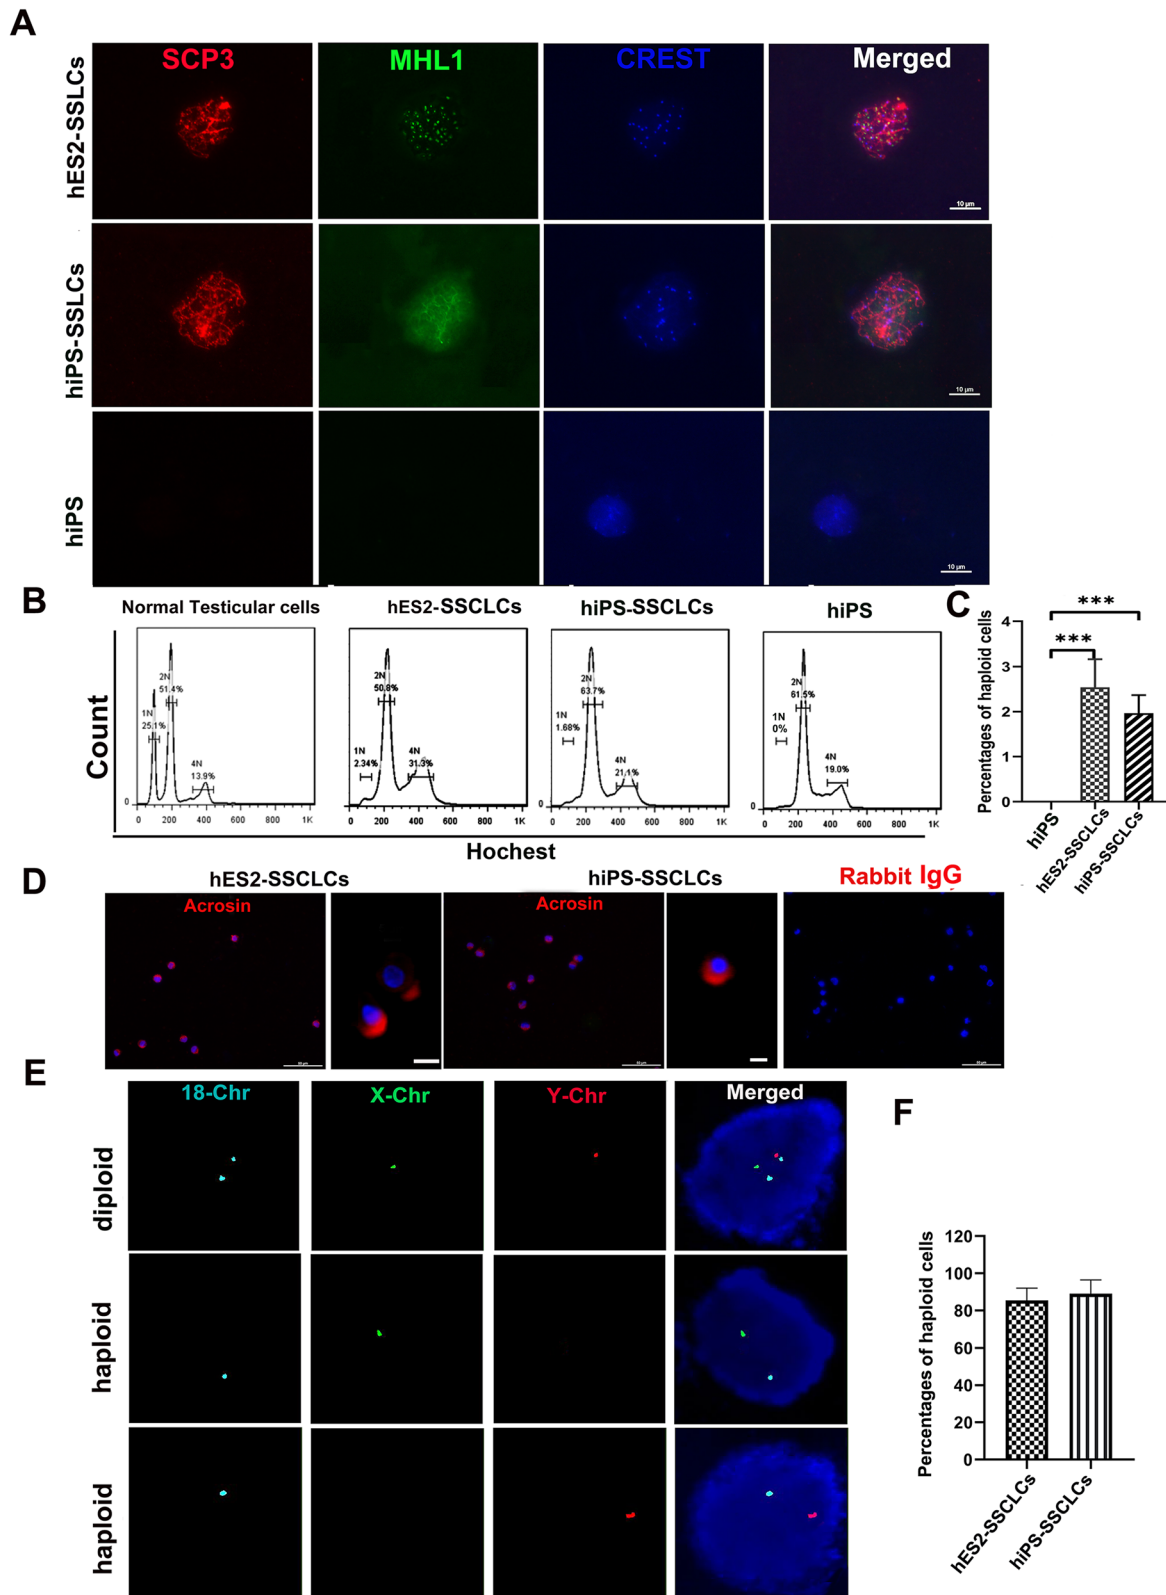 A
SCP3 MHL1 CREST Merged
hES2-SSLCs
10 µm
hiPS-SSLCs
10 µm
hiPS
10 µm
B
Normal Testicular cells hES2-SSCLCs hiPS-SSCLCs hiPS
Count
1N
25.1%
2N
51.4%
4N
13.9%
0
0 200 400 600 800 1K
1N
2.34%
2N
50.8%
4N
31.3%
0
0 200 400 600 800 1K
1N
1.68%
2N
63.7%
4N
21.1%
0
0 200 400 600 800 1K
1N
0%
2N
61.5%
4N
19.0%
0
0 200 400 600 800 1K
Hochest
C
Percentages of haploid cells
4
3
2
1
0
***
***
hiPS
hES2-SSCLCs
hiPS-SSCLCs
D
hES2-SSCLCs hiPS-SSCLCs Rabbit IgG
Acrosin Acrosin
E
18-Chr X-Chr Y-Chr Merged
diploid
haploid
haploid
F
Percentages of haploid cells
120
100
80
60
40
20
0
hES2-SSCLCs
hiPS-SSCLCs